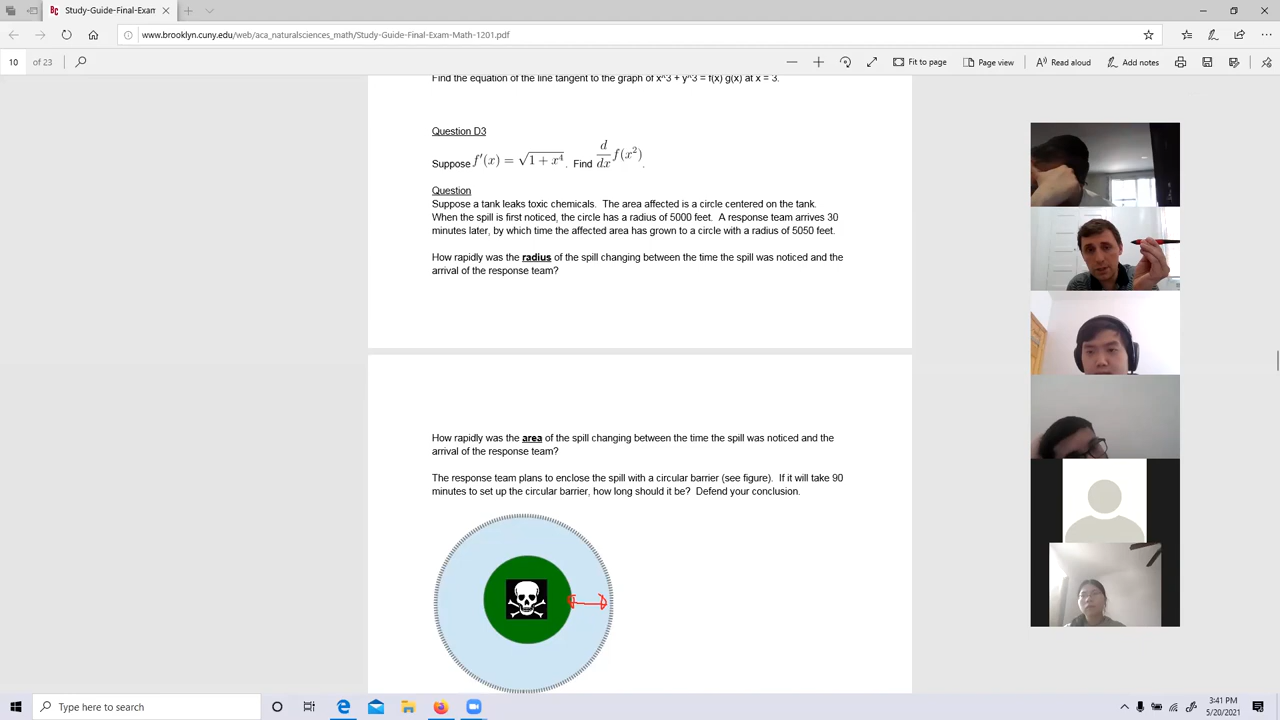 Study-Guide-Final-Exam
www.brooklyn.cuny.edu/web/aca_naturalsciences_math/Study-Guide-Final-Exam-Math-1201.pdf
10 of 23
Fit to page
Page view
Read aloud
Add notes
Find the equation of the line tangent to the graph of x^3 + y^3 = f(x) g(x) at x = 3.
Question D3
Suppose f′(x) = √(1 + x⁴). Find d/dx f(x²).
Question
Suppose a tank leaks toxic chemicals. The area affected is a circle centered on the tank.
When the spill is first noticed, the circle has a radius of 5000 feet. A response team arrives 30
minutes later, by which time the affected area has grown to a circle with a radius of 5050 feet.
How rapidly was the radius of the spill changing between the time the spill was noticed and the
arrival of the response team?
How rapidly was the area of the spill changing between the time the spill was noticed and the
arrival of the response team?
The response team plans to enclose the spill with a circular barrier (see figure). If it will take 90
minutes to set up the circular barrier, how long should it be? Defend your conclusion.
Type here to search
3:41 PM
5/20/2021